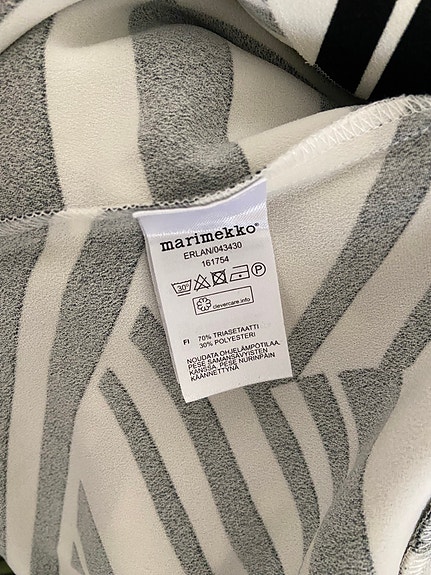 marimekko®
ERLAN/043430
161754
30°
P
clevercare.info
FI 70% TRIASETAATTI
30% POLYESTERI
NOUDATA OHJELÄMPÖTILAA.
PESE SAMANSÄVYISTEN
KANSSA. PESE NURINPÄIN
KÄÄNNETTYNÄ